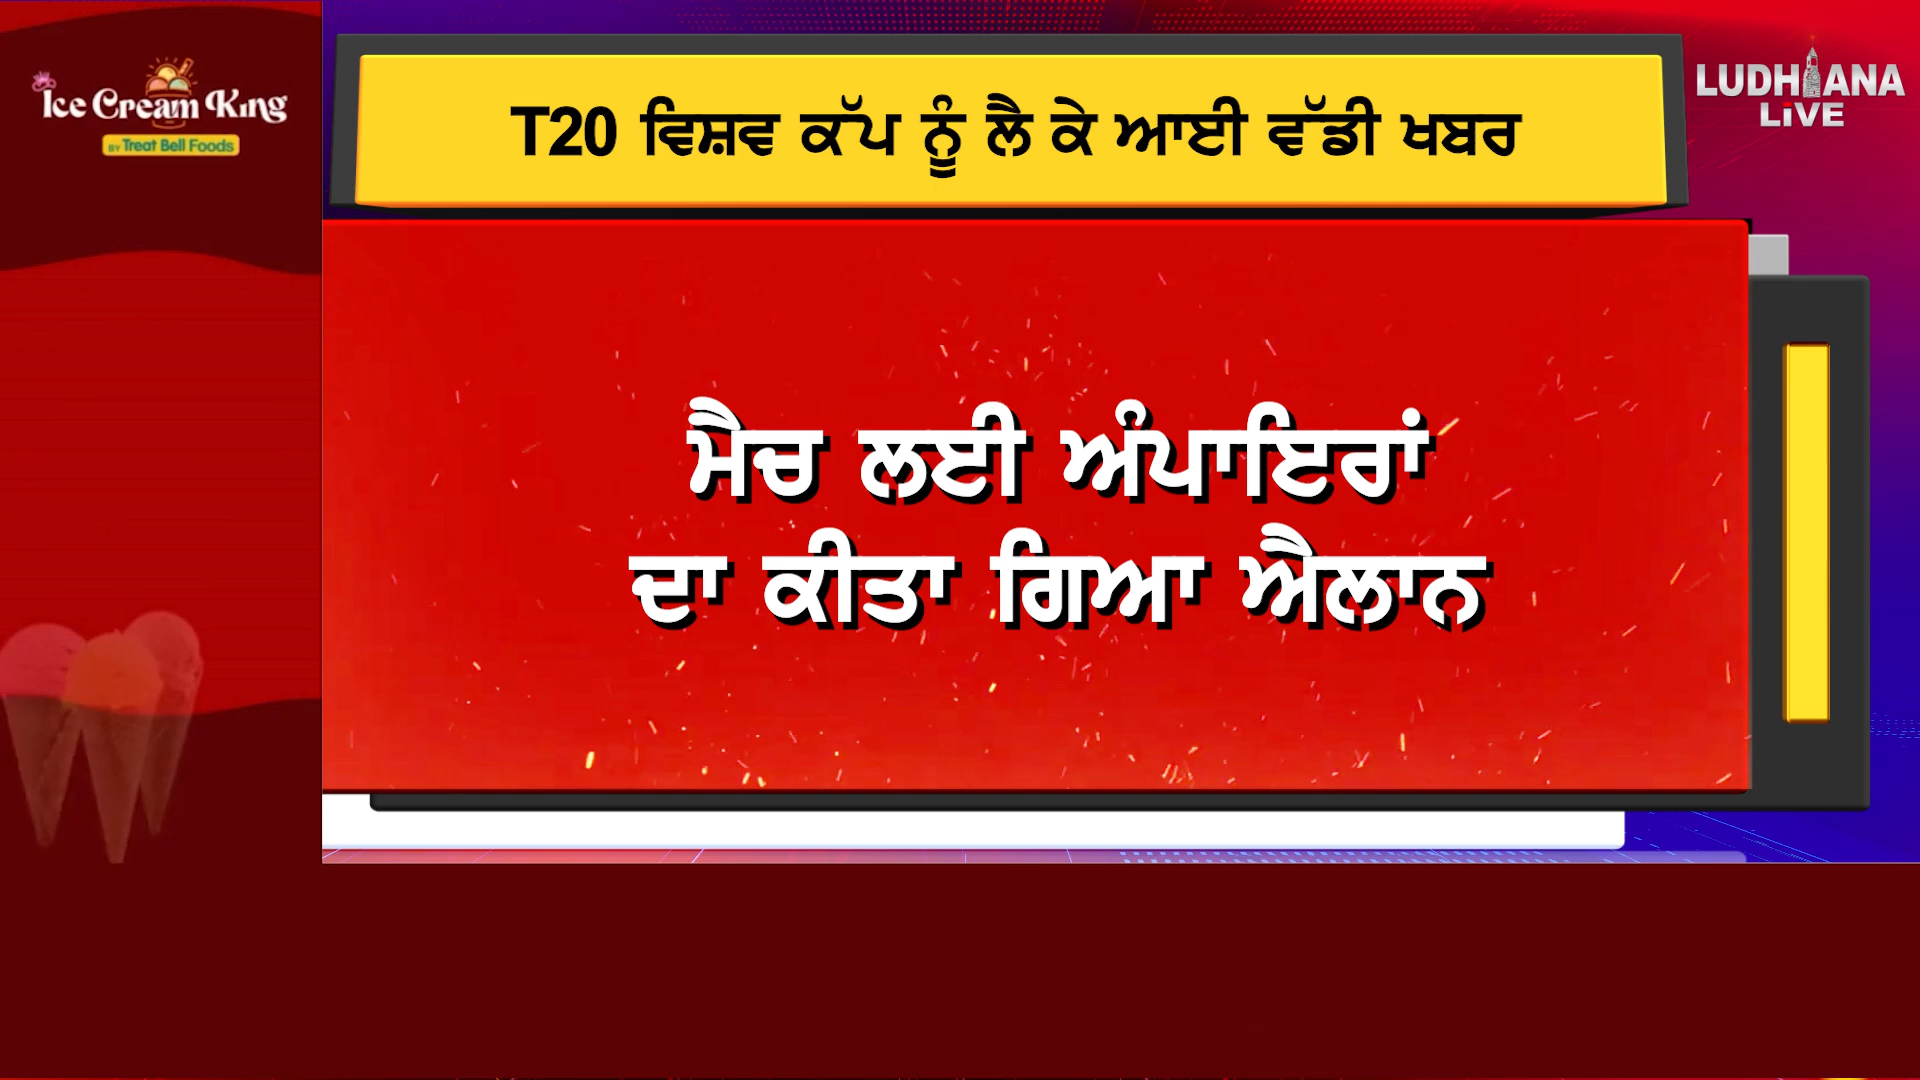 Ice Cream King
BY Treat Bell Foods
T20 ਵਿਸ਼ਵ ਕੱਪ ਨੂੰ ਲੈ ਕੇ ਆਈ ਵੱਡੀ ਖਬਰ
LUDHIANA
LiVE
ਮੈਚ ਲਈ ਅੰਪਾਇਰਾਂ
ਦਾ ਕੀਤਾ ਗਿਆ ਐਲਾਨ